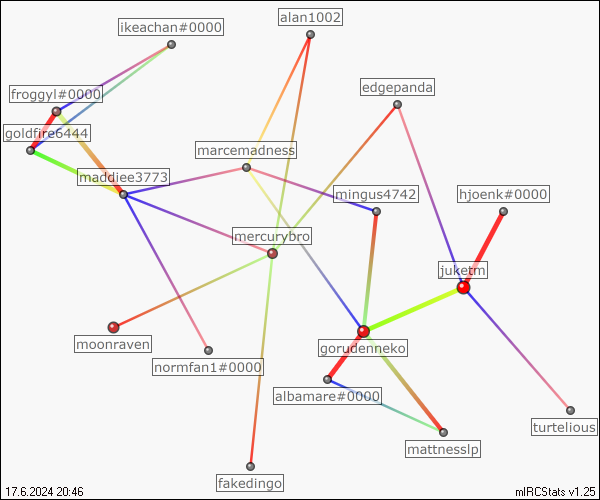 alan1002
ikeachan#0000
edgepanda
froggyl#0000
goldfire6444
marcemadness
maddiee3773
mingus4742
hjoenk#0000
mercurybro
juketm
moonraven
gorudenneko
normfan1#0000
albamare#0000
turtelious
mattnesslp
fakedingo
17.6.2024 20:46
mIRCStats v1.25